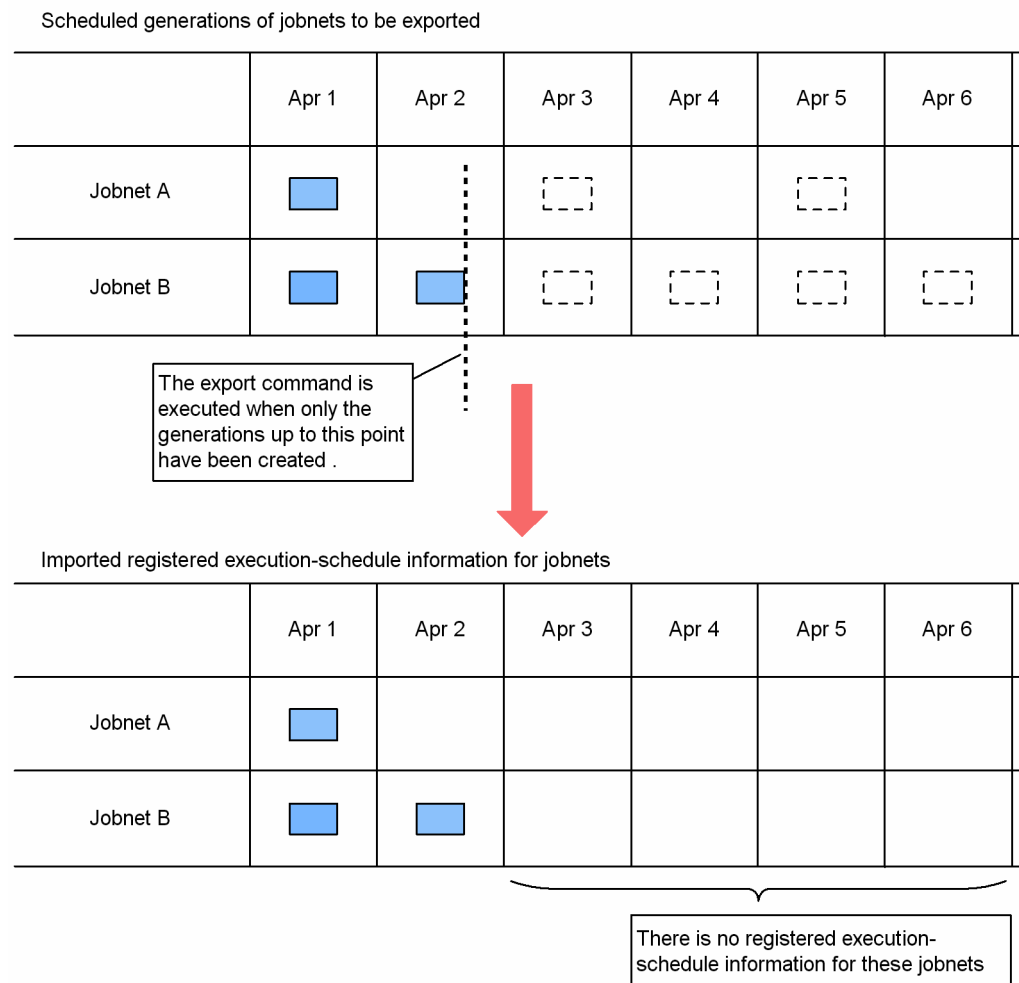 Scheduled generations of jobnets to be exported
Apr 1 Apr 2 Apr 3 Apr 4 Apr 5 Apr 6
Jobnet A
Jobnet B
The export command is
executed when only the
generations up to this point
have been created .
Imported registered execution-schedule information for jobnets
Apr 1 Apr 2 Apr 3 Apr 4 Apr 5 Apr 6
Jobnet A
Jobnet B
There is no registered execution-
schedule information for these jobnets